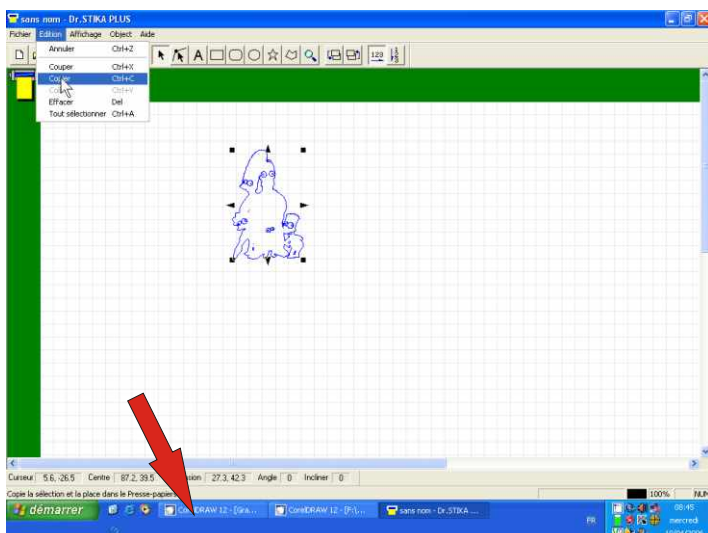 sans nom - Dr.STIKA PLUS
Fichier Edition Affichage Object Aide
Annuler Ctrl+Z
Couper Ctrl+X
Copier Ctrl+C
Ctrl+V
Effacer Del
Tout sélectionner Ctrl+A
A
123
Curseur 5.6,-26.5 Centre 87.2, 39.5 27.3, 42.3 Angle 0 Incliner 0
Copie la sélection et la place dans le Presse-papiers
100% NUM
démarrer CorelDRAW 12 - [Gra... CorelDRAW 12 - [P:\... sans nom - Dr.STIKA ... FR 08:45
mercredi